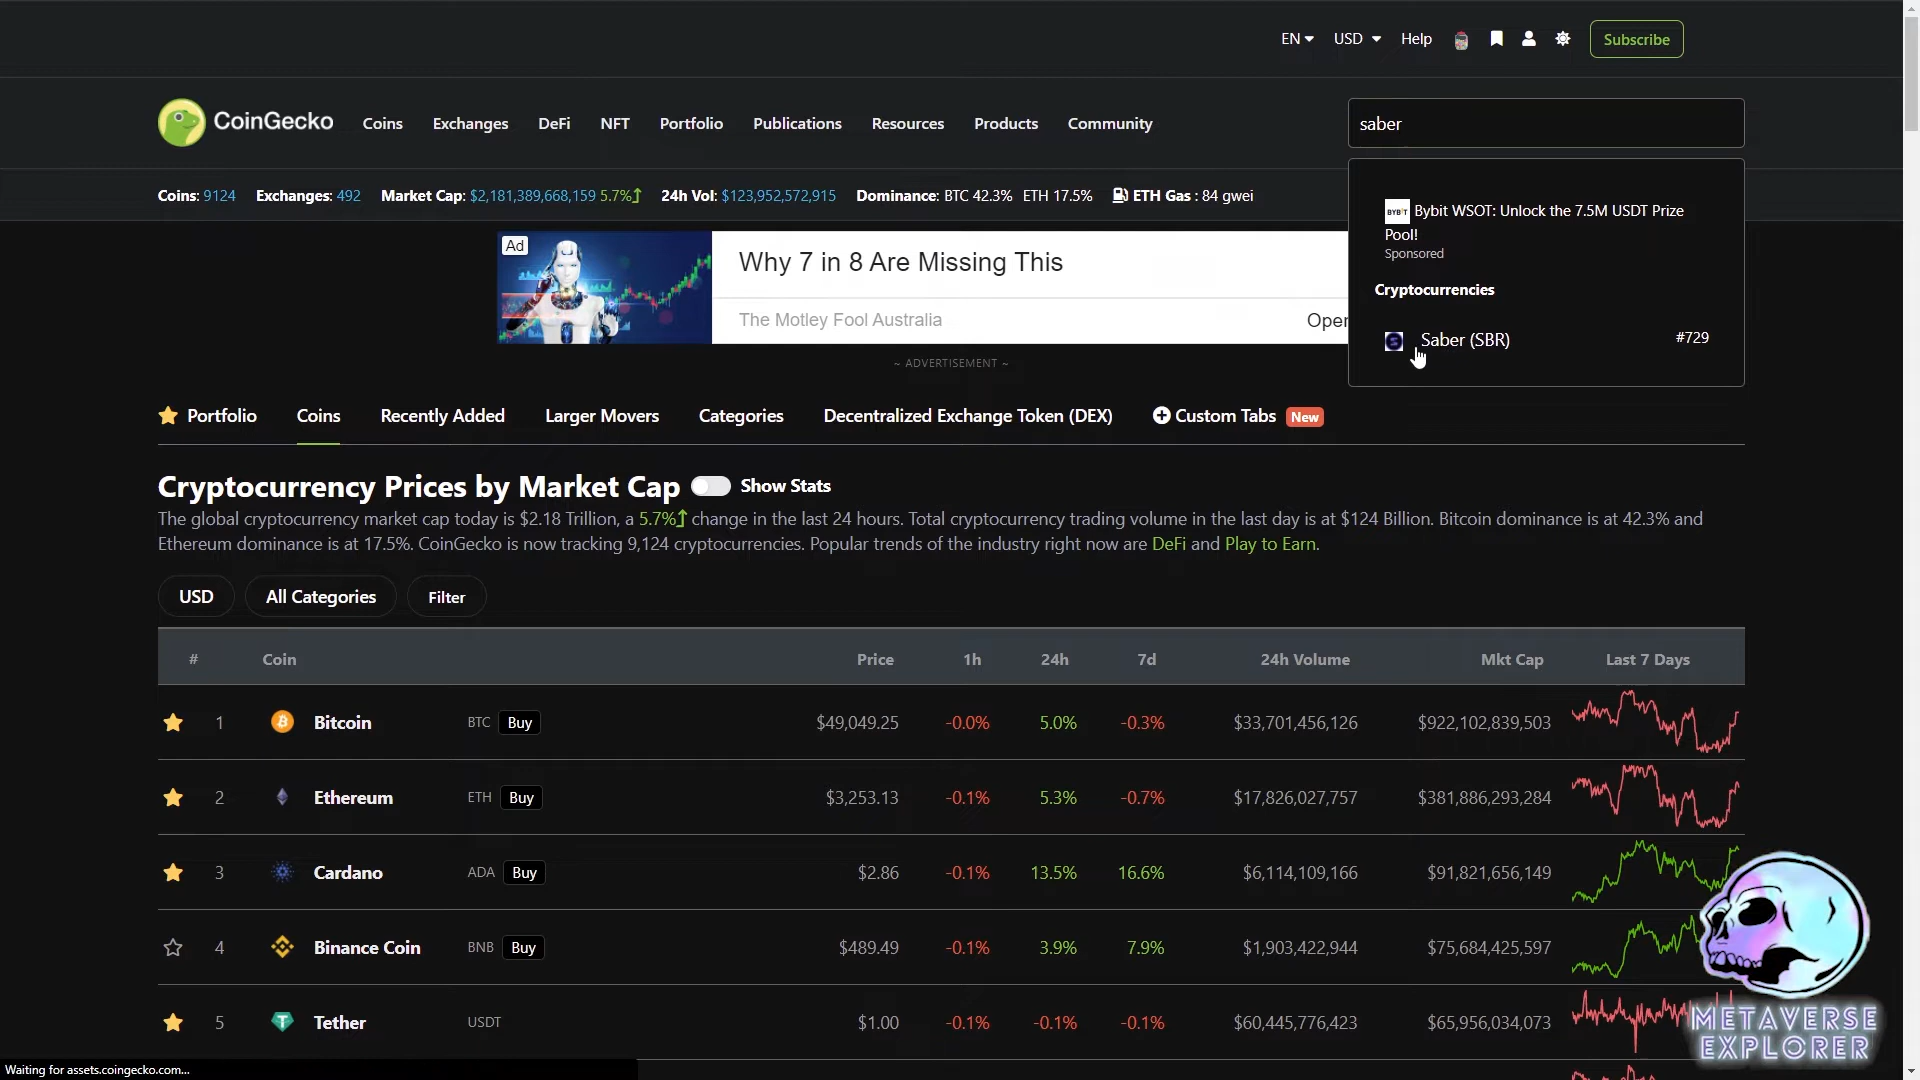 EN USD Help Subscribe
CoinGecko Coins Exchanges DeFi NFT Portfolio Publications Resources Products Community saber
Coins: 9124 Exchanges: 492 Market Cap: $2,181,389,668,159 5.7% 24h Vol: $123,952,572,915 Dominance: BTC 42.3% ETH 17.5% ETH Gas : 84 gwei
BYBIT Bybit WSOT: Unlock the 7.5M USDT Prize
Pool!
Sponsored
Cryptocurrencies
Saber (SBR) #729
Ad
Why 7 in 8 Are Missing This
The Motley Fool Australia Open
~ ADVERTISEMENT ~
Portfolio Coins Recently Added Larger Movers Categories Decentralized Exchange Token (DEX) Custom Tabs New
Cryptocurrency Prices by Market Cap Show Stats
The global cryptocurrency market cap today is $2.18 Trillion, a 5.7% change in the last 24 hours. Total cryptocurrency trading volume in the last day is at $124 Billion. Bitcoin dominance is at 42.3% and
Ethereum dominance is at 17.5%. CoinGecko is now tracking 9,124 cryptocurrencies. Popular trends of the industry right now are DeFi and Play to Earn.
USD All Categories Filter
# Coin Price 1h 24h 7d 24h Volume Mkt Cap Last 7 Days
1 Bitcoin BTC Buy $49,049.25 -0.0% 5.0% -0.3% $33,701,456,126 $922,102,839,503
2 Ethereum ETH Buy $3,253.13 -0.1% 5.3% -0.7% $17,826,027,757 $381,886,293,284
3 Cardano ADA Buy $2.86 -0.1% 13.5% 16.6% $6,114,109,166 $91,821,656,149
4 Binance Coin BNB Buy $489.49 -0.1% 3.9% 7.9% $1,903,422,944 $75,684,425,597
5 Tether USDT $1.00 -0.1% -0.1% -0.1% $60,445,776,423 $65,956,034,073
METAVERSE
EXPLORER
Waiting for assets.coingecko.com...